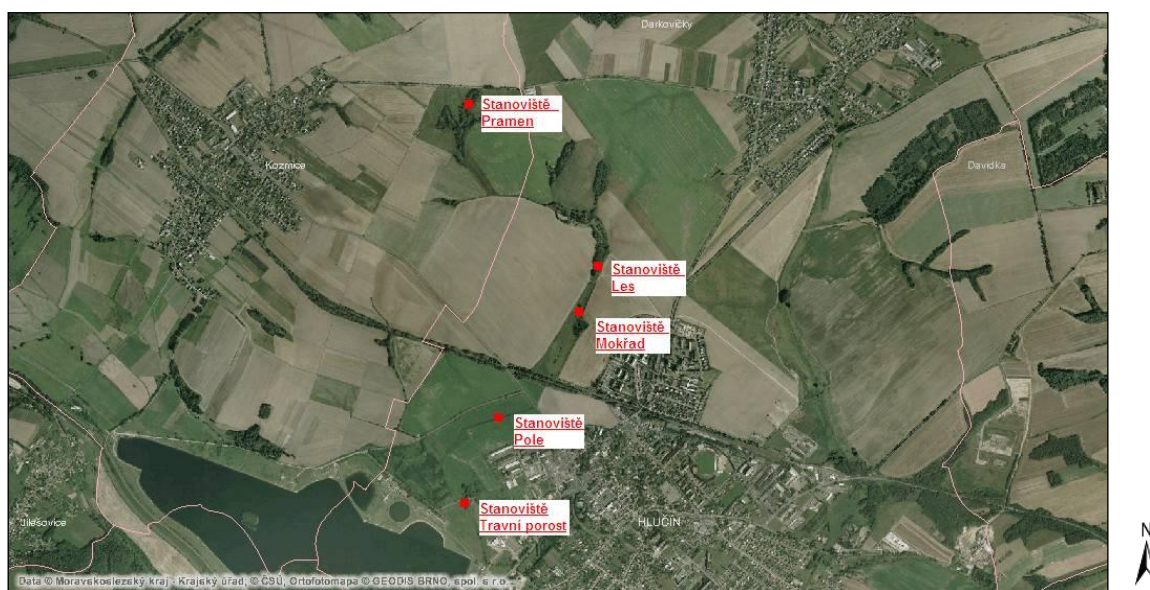 Darkovičky
Stanoviště
Pramen
Kozmice
Davidka
Stanoviště
Les
Stanoviště
Mokřad
Stanoviště
Pole
Stanoviště
Travní porost
Jilešovice
HLUČÍN
N
Data © Moravskoslezský kraj - Krajský úřad, © ČSÚ, Ortofotomapa © GEODIS BRNO, spol. s r.o...